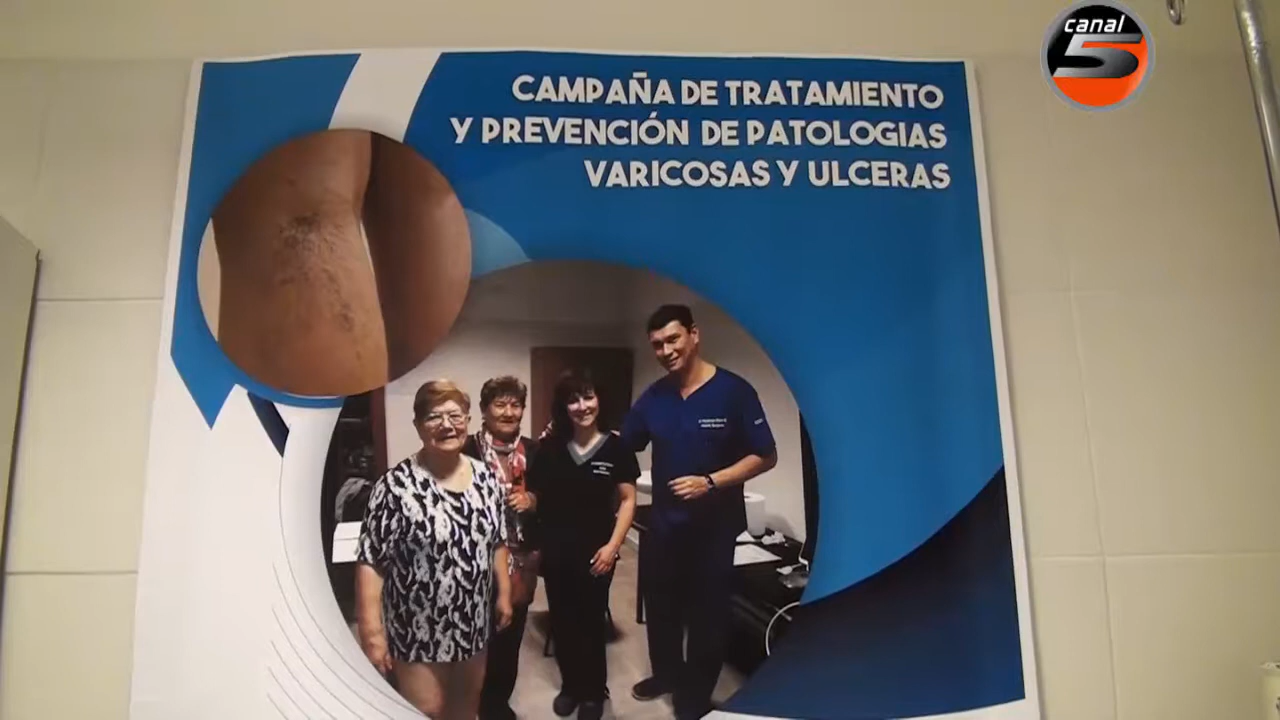 canal
5
CAMPAÑA DE TRATAMIENTO
Y PREVENCIÓN DE PATOLOGIAS
VARICOSAS Y ULCERAS